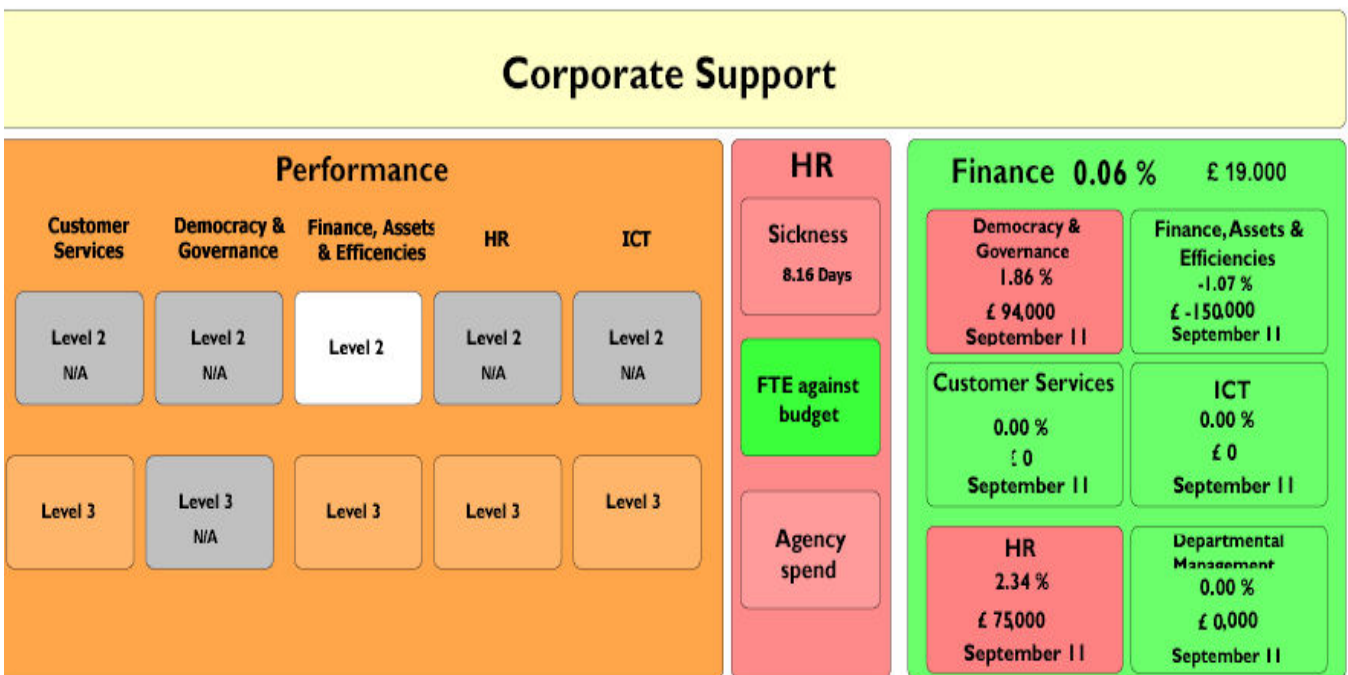 Corporate Support
Performance
Customer
Services
Democracy &
Governance
Finance, Assets
& Efficencies
HR
ICT
Level 2
N/A
Level 2
N/A
Level 2
Level 2
N/A
Level 2
N/A
Level 3
Level 3
N/A
Level 3
Level 3
Level 3
HR
Sickness
8.16 Days
FTE against
budget
Agency
spend
Finance 0.06 % £ 19.000
Democracy &
Governance
1.86 %
£ 94,000
September 11
Finance, Assets &
Efficiencies
-1.07 %
£ -150,000
September 11
Customer Services
0.00 %
£ 0
September 11
ICT
0.00 %
£ 0
September 11
HR
2.34 %
£ 75,000
September 11
Departmental
Management
0.00 %
£ 0,000
September 11